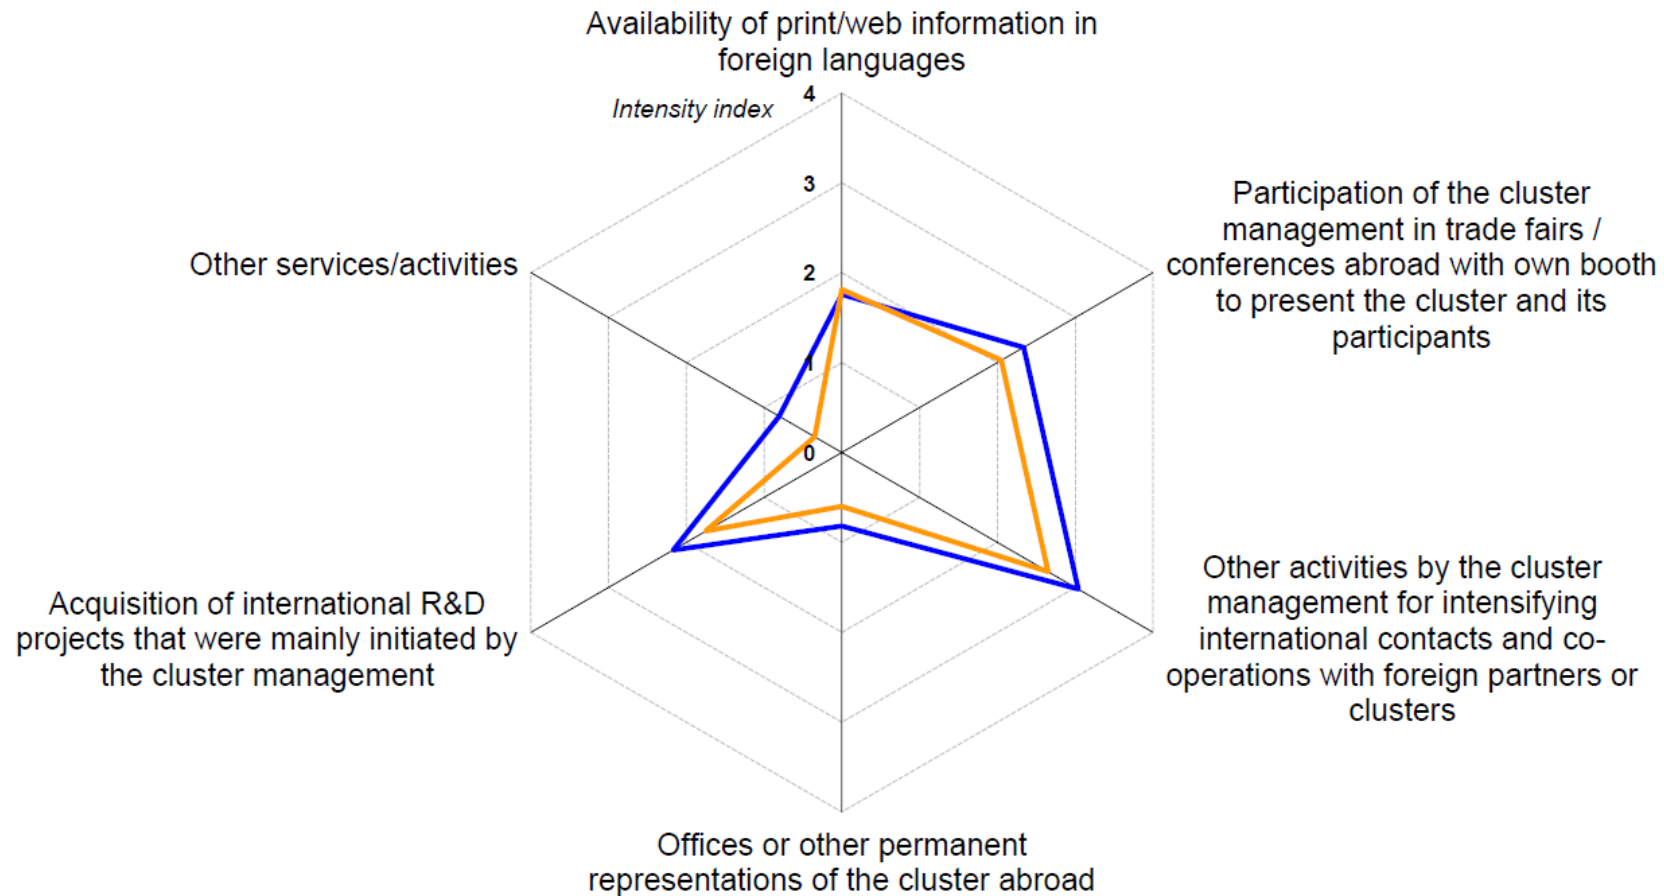 Availability of print/web information in
foreign languages
Intensity index
4
3
2
1
0
Participation of the cluster
management in trade fairs /
conferences abroad with own booth
to present the cluster and its
participants
Other services/activities
Other activities by the cluster
management for intensifying
international contacts and co-
operations with foreign partners or
clusters
Acquisition of international R&D
projects that were mainly initiated by
the cluster management
Offices or other permanent
representations of the cluster abroad